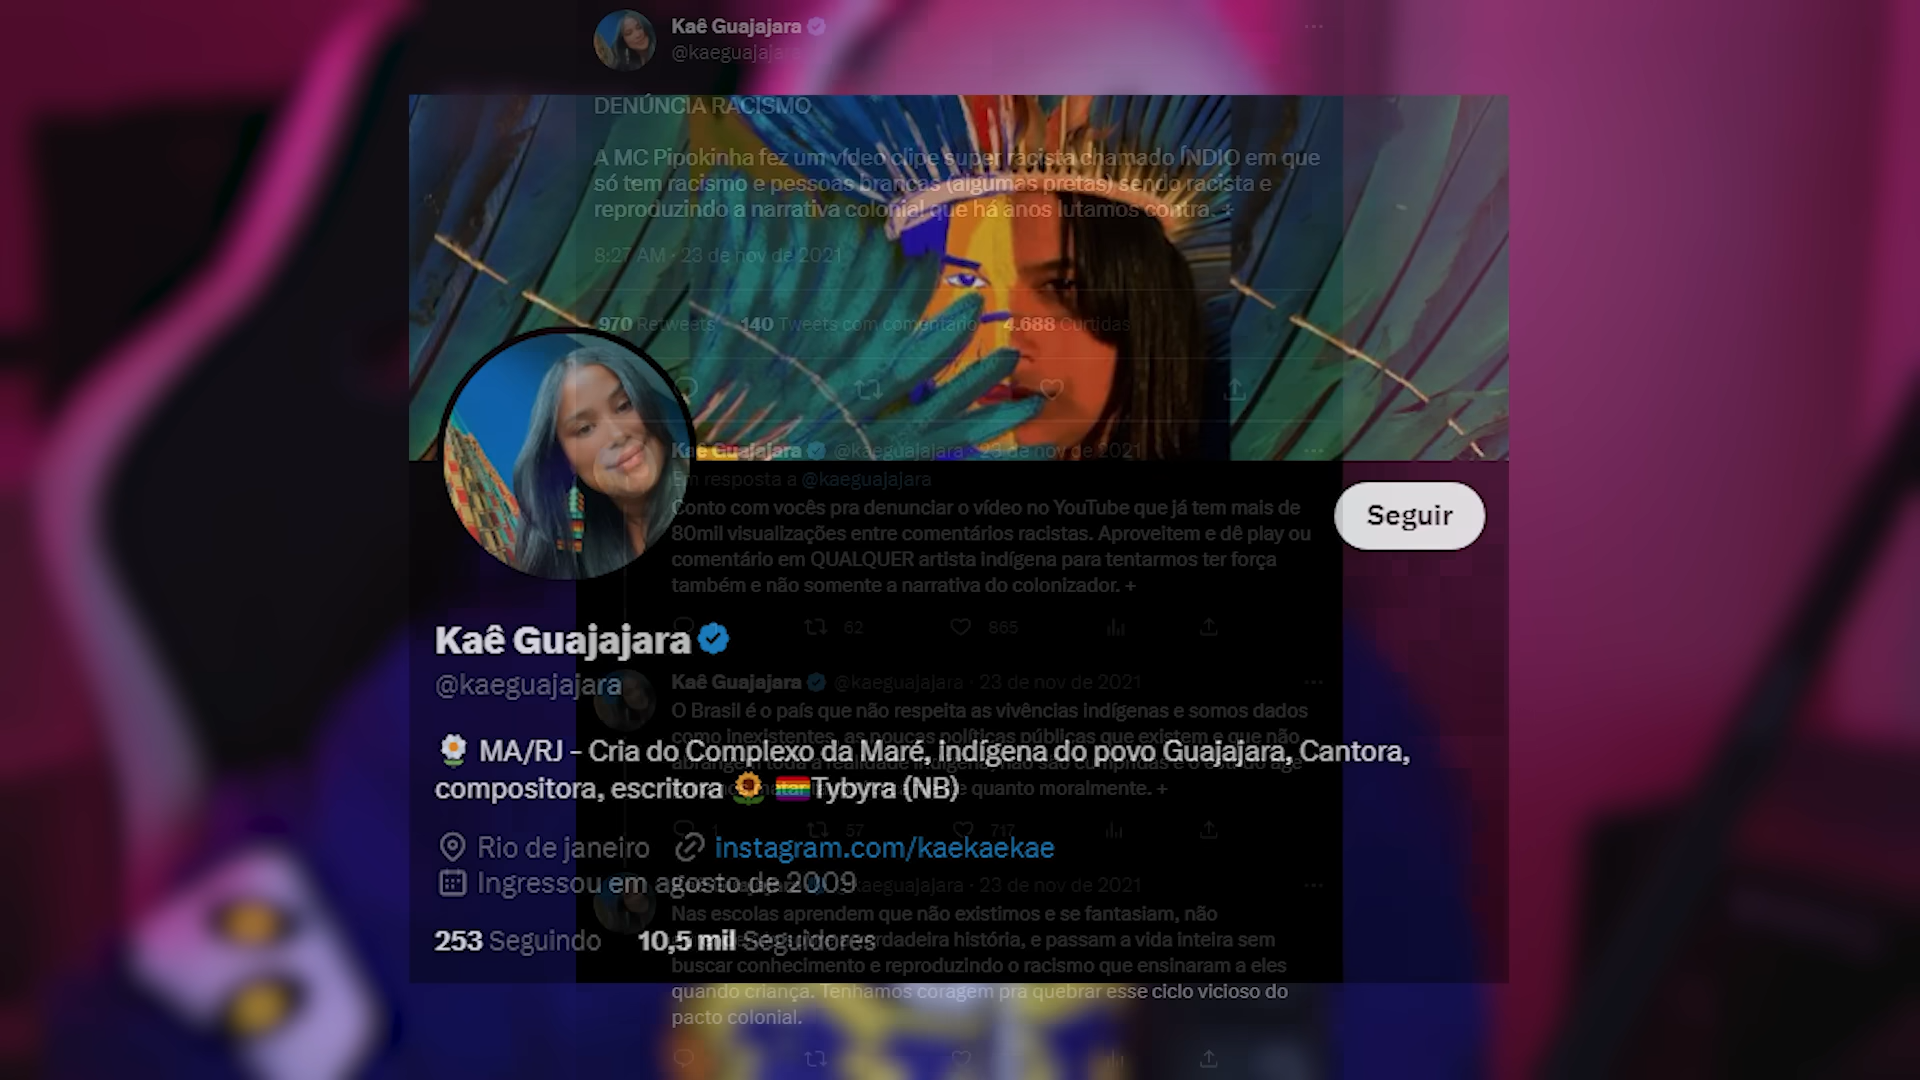 Kaê Guajajara
@kaeguajajara
DENÚNCIA RACISMO
A MC Pipokinha fez um vídeo clipe super racista chamado ÍNDIO em que
só tem racismo e pessoas brancas (algumas pretas) sendo racista e
reproduzindo a narrativa colonial que há anos lutamos contra. +
8:27 AM · 23 de nov de 2021
970 Retweets 140 Tweets com comentário 4.688 Curtidas
Kaê Guajajara @kaeguajajara · 23 de nov de 2021
Em resposta a @kaeguajajara
Conto com vocês pra denunciar o vídeo no YouTube que já tem mais de
80mil visualizações entre comentários racistas. Aproveitem e dê play ou
comentário em QUALQUER artista indígena para tentarmos ter força
também e não somente a narrativa do colonizador. +
62 865
Seguir
Kaê Guajajara
@kaeguajajara
Kaê Guajajara @kaeguajajara · 23 de nov de 2021
O Brasil é o país que não respeita as vivências indígenas e somos dados
como inexistentes, as poucas políticas públicas que existem e que não
MA/RJ - Cria do Complexo da Maré, indígena do povo Guajajara, Cantora,
compositora, escritora Tybyra (NB)
quanto moralmente. +
1 57 717
Rio de janeiro instagram.com/kaekaekae
Ingressou em agosto de 2009
kaeguajajara · 23 de nov de 2021
253 Seguindo 10,5 mil Seguidores
Nas escolas aprendem que não existimos e se fantasiam, não
verdadeira história, e passam a vida inteira sem
buscar conhecimento e reproduzindo o racismo que ensinaram a eles
quando criança. Tenhamos coragem pra quebrar esse ciclo vicioso do
pacto colonial.